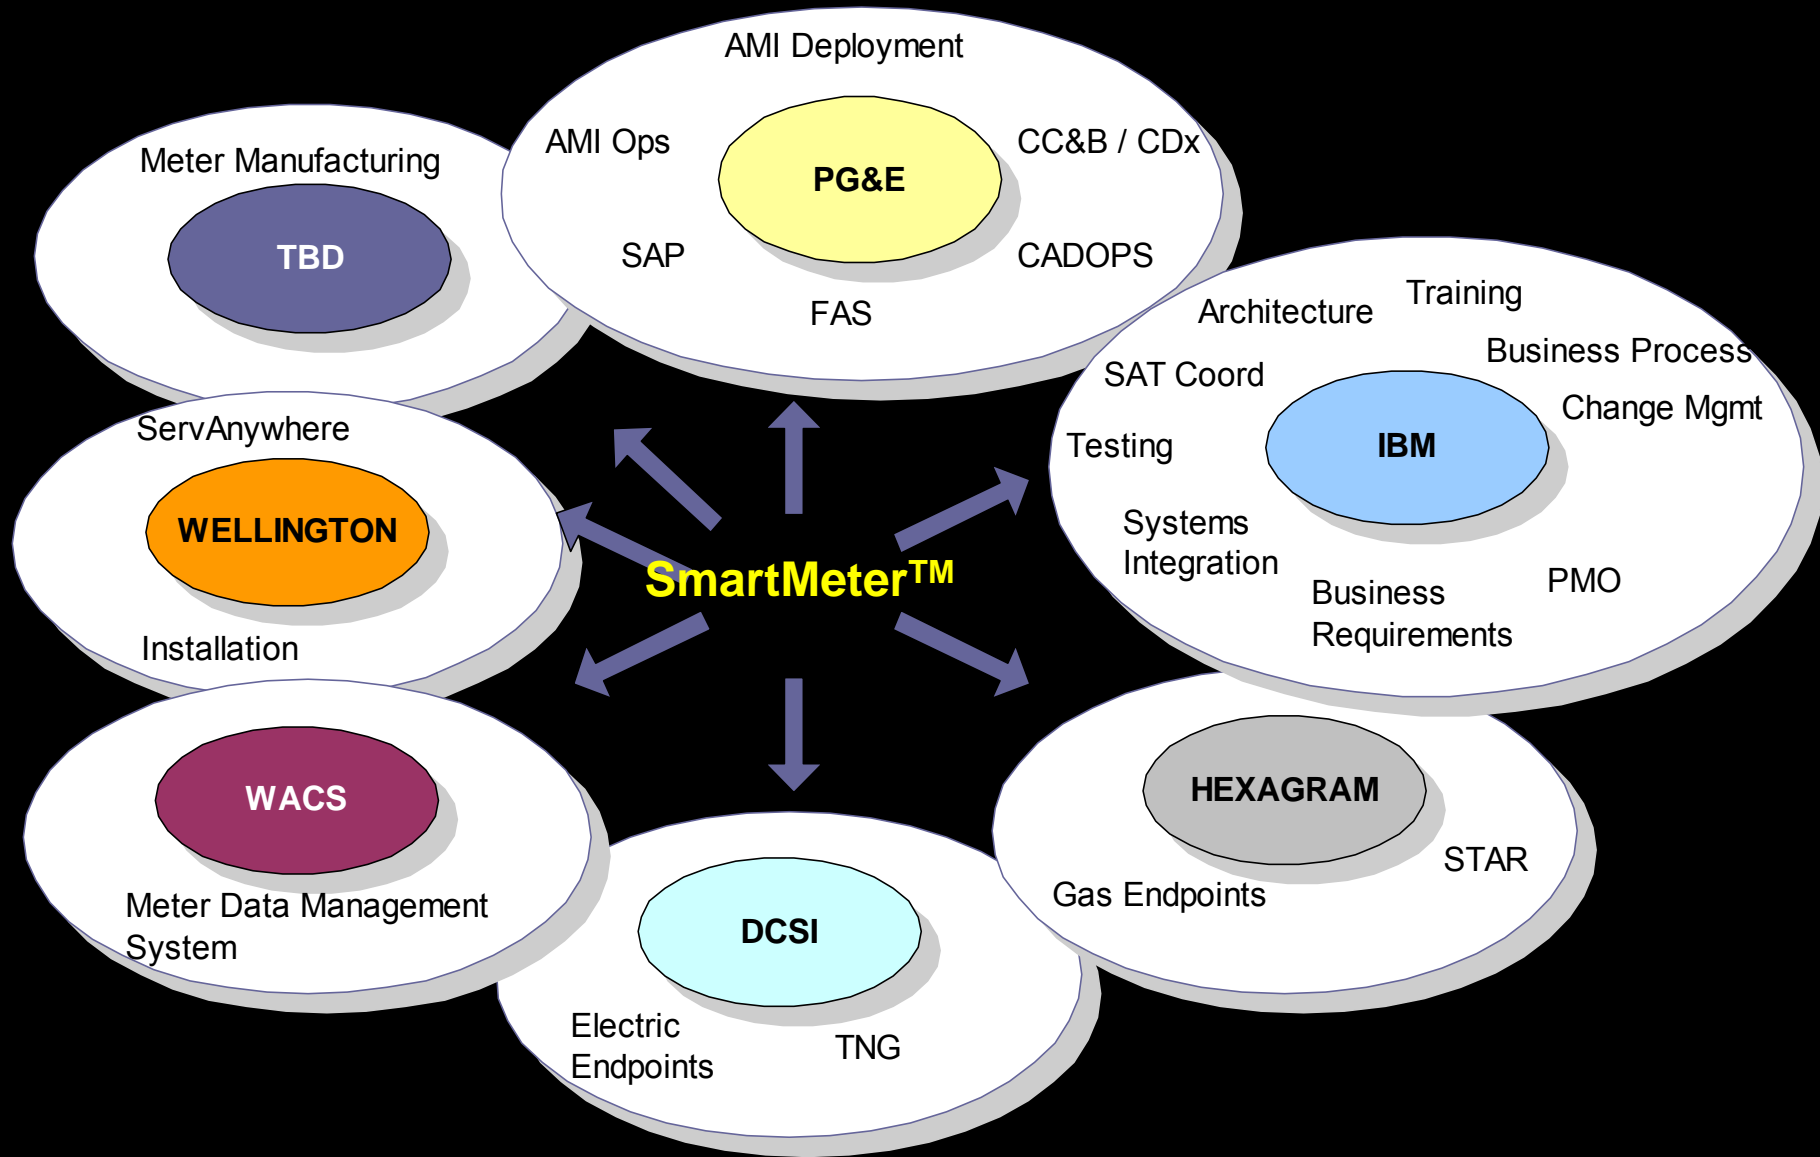 AMI Deployment
AMI Ops
CC&B / CDx
PG&E
SAP
CADOPS
FAS
Meter Manufacturing
TBD
Architecture
Training
Business Process
SAT Coord
Change Mgmt
IBM
Testing
Systems
Integration
Business
Requirements
PMO
ServAnywhere
WELLINGTON
Installation
SmartMeter™
WACS
Meter Data Management
System
HEXAGRAM
STAR
Gas Endpoints
DCSI
Electric
Endpoints
TNG